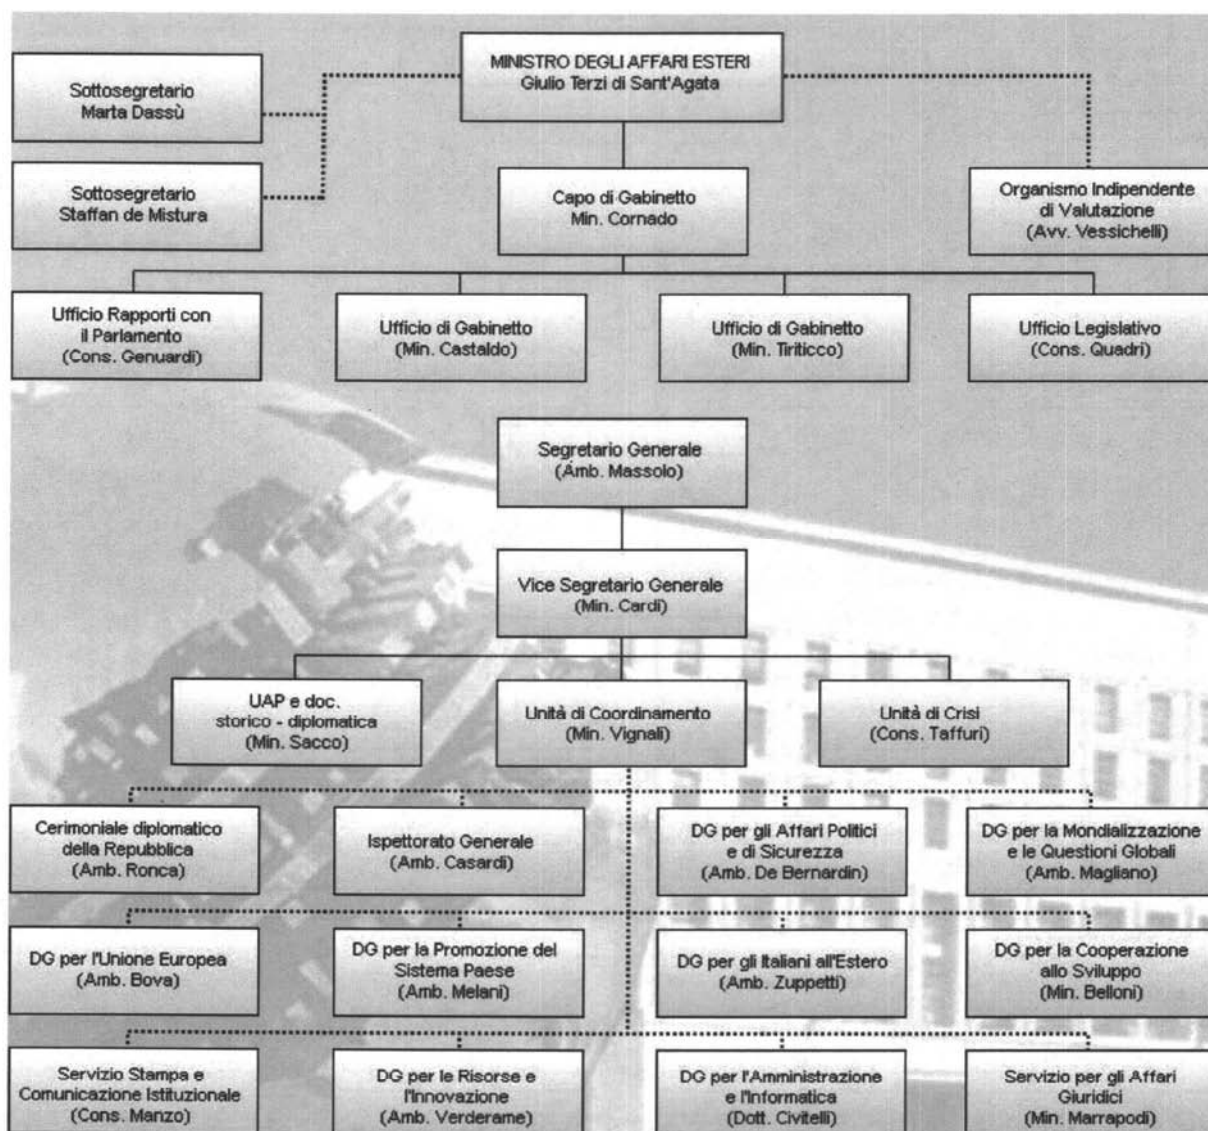 MINISTRO DEGLI AFFARI ESTERI
Giulio Terzi di Sant'Agata
Sottosegretario
Marta Dassù
Sottosegretario
Staffan de Mistura
Capo di Gabinetto
Min. Cornado
Organismo Indipendente
di Valutazione
(Avv. Vessichelli)
Ufficio Rapporti con
il Parlamento
(Cons. Genuardi)
Ufficio di Gabinetto
(Min. Castaldo)
Ufficio di Gabinetto
(Min. Tiriticco)
Ufficio Legislativo
(Cons. Quadri)
Segretario Generale
(Amb. Massolo)
Vice Segretario Generale
(Min. Cardi)
UAP e doc.
storico - diplomatica
(Min. Sacco)
Unità di Coordinamento
(Min. Vignali)
Unità di Crisi
(Cons. Taffuri)
Cerimoniale diplomatico
della Repubblica
(Amb. Ronca)
Ispettorato Generale
(Amb. Casardi)
DG per gli Affari Politici
e di Sicurezza
(Amb. De Bernardin)
DG per la Mondializzazione
e le Questioni Globali
(Amb. Magliano)
DG per l'Unione Europea
(Amb. Bova)
DG per la Promozione del
Sistema Paese
(Amb. Melani)
DG per gli Italiani all'Estero
(Amb. Zuppetti)
DG per la Cooperazione
allo Sviluppo
(Min. Belloni)
Servizio Stampa e
Comunicazione Istituzionale
(Cons. Manzo)
DG per le Risorse e
l'Innovazione
(Amb. Verderame)
DG per l'Amministrazione
e l'Informatica
(Dott. Civitelli)
Servizio per gli Affari
Giuridici
(Min. Marrapodi)